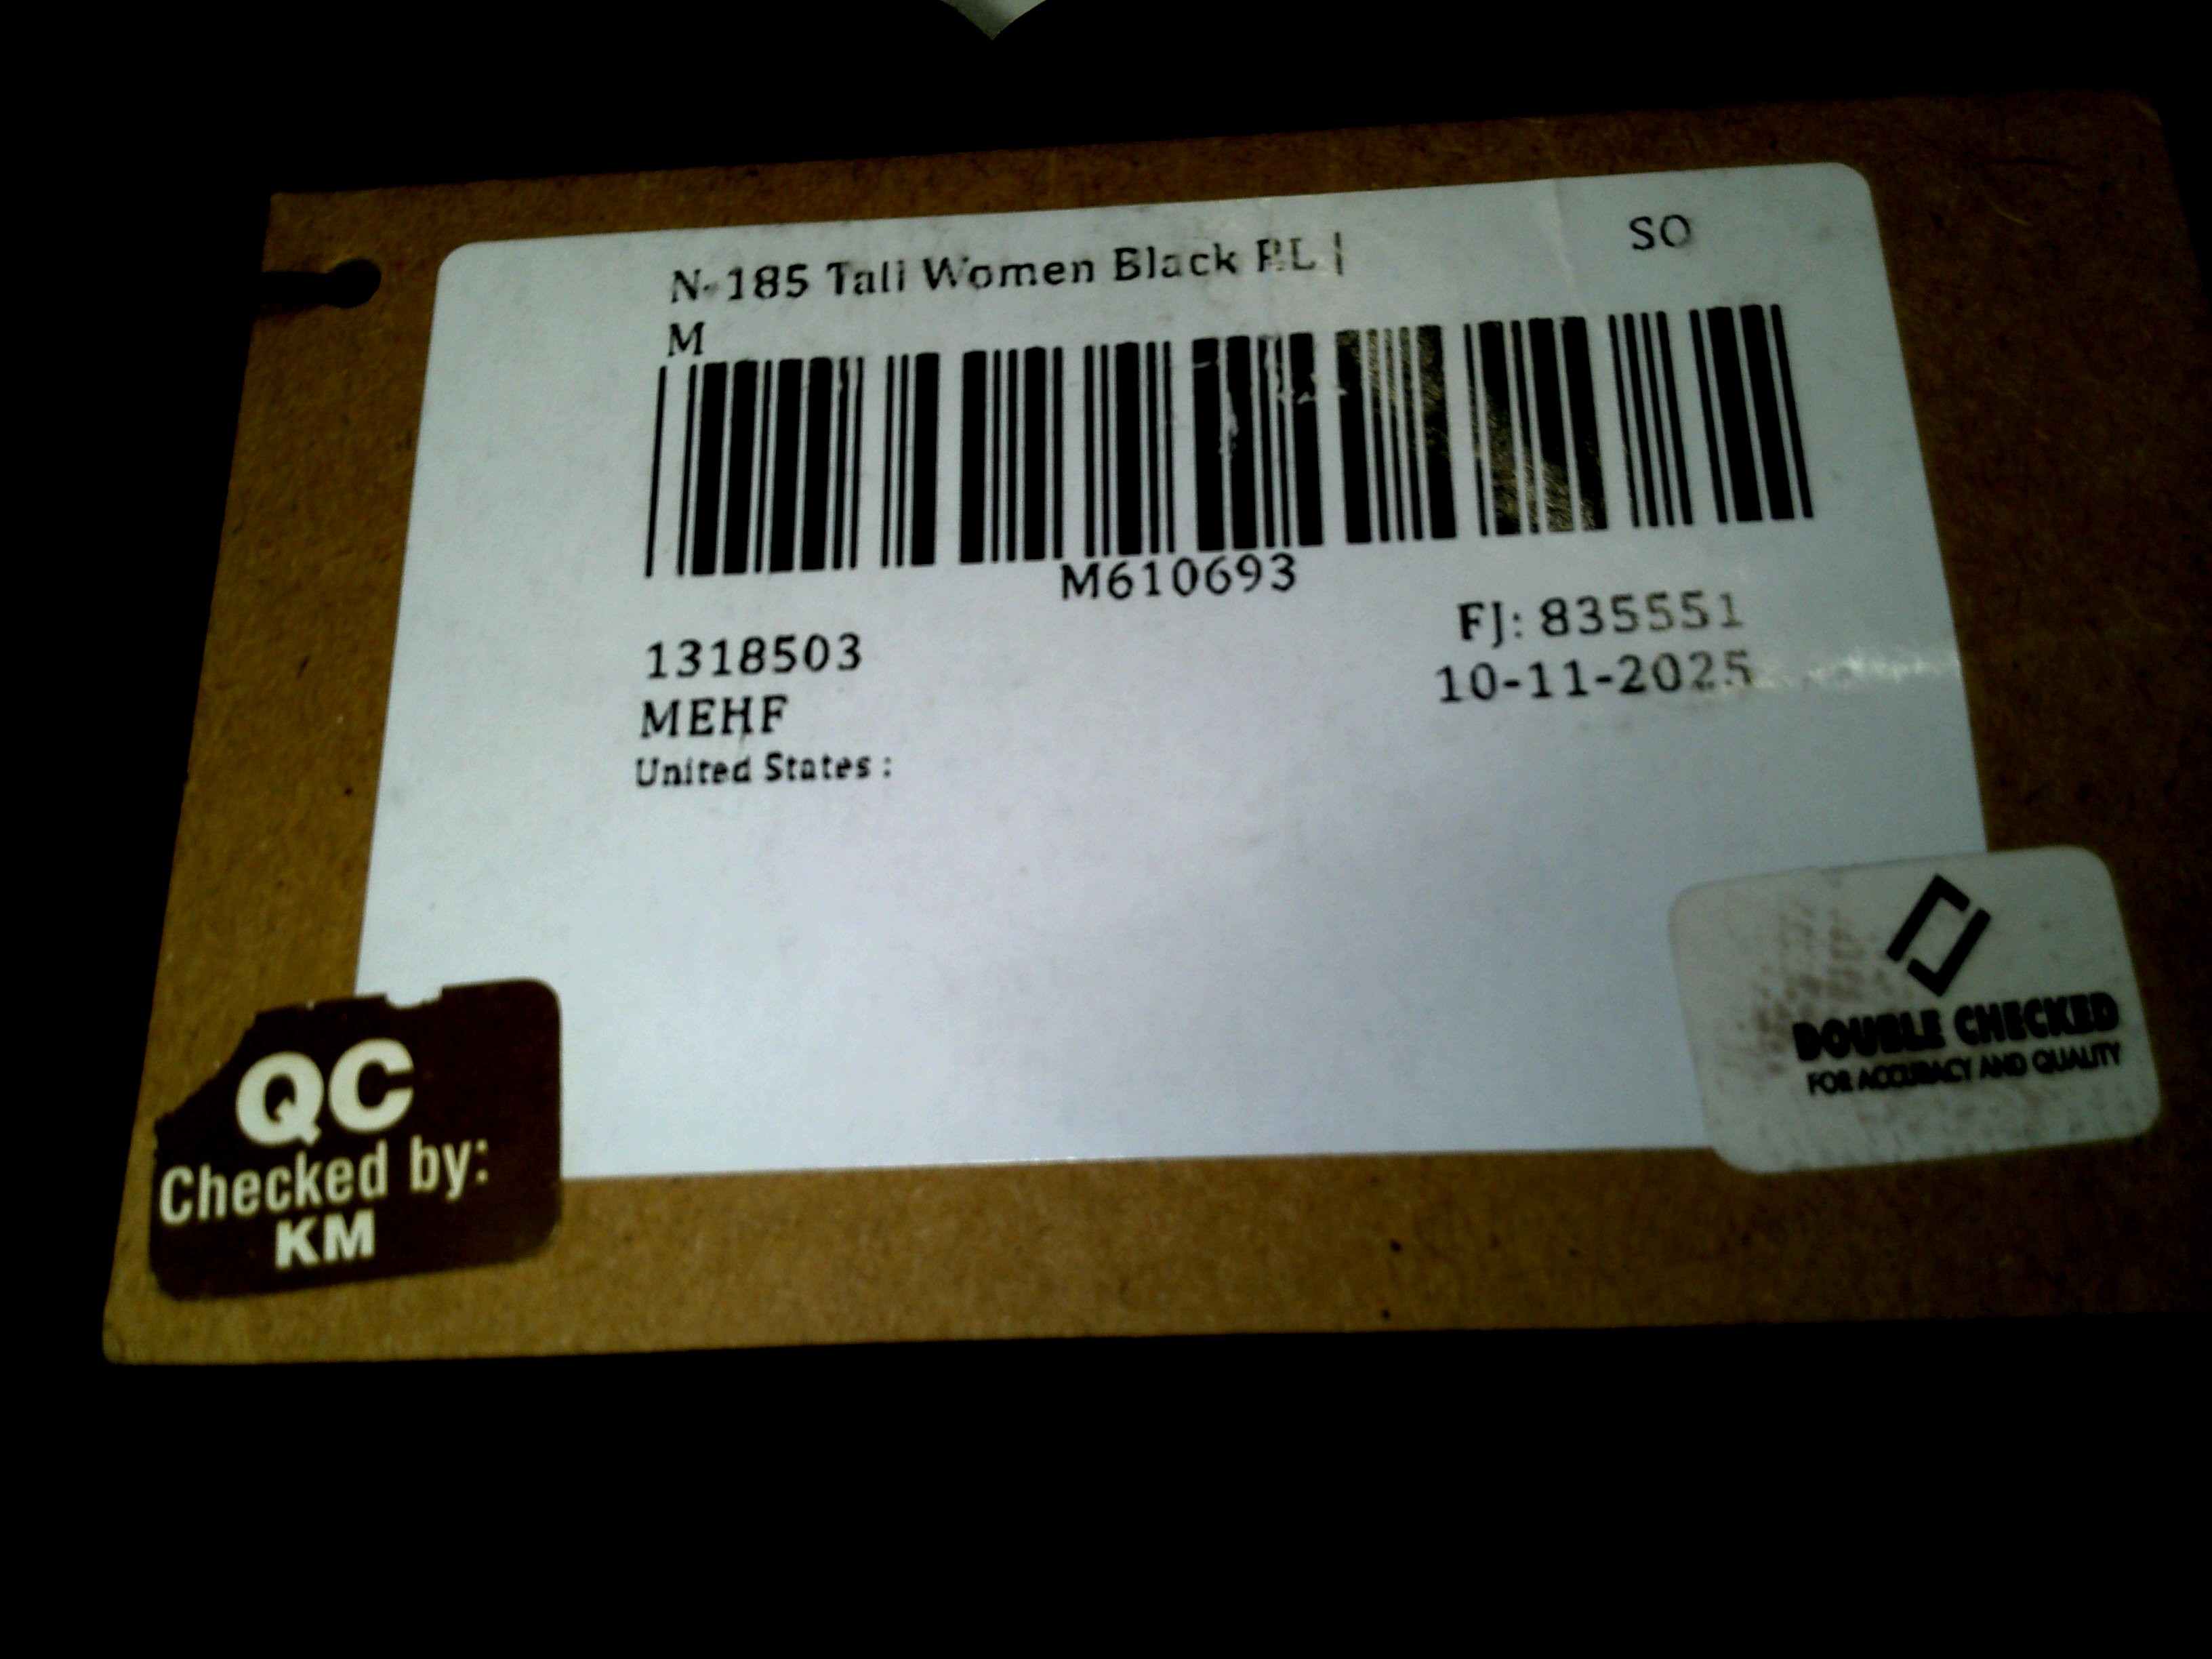 N-185 Tali Women Black RL |
M
SO
M610693
1318503
FJ: 835551
MEHF
10-11-2025
United States :
QC
Checked by:
KM
DOUBLE CHECKED
FOR ACCURACY AND QUALITY